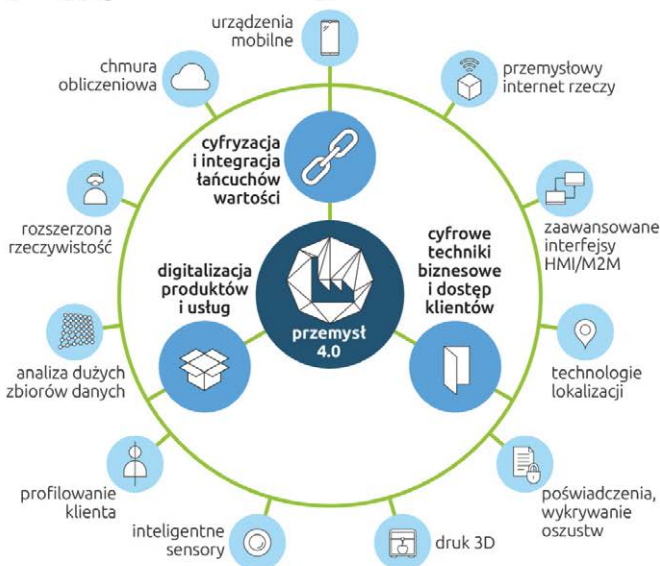 urządzenia
mobilne
chmura
obliczeniowa
przemysłowy
internet rzeczy
cyfryzacja
i integracja
łańcuchów
wartości
rozszerzona
rzeczywistość
zaawansowane
interfejsy
HMI/M2M
cyfrowe
techniki
biznesowe
i dostęp
klientów
digitalizacja
produktów
i usług
przemysł
4.0
analiza dużych
zbiorów danych
technologie
lokalizacji
profilowanie
klienta
poświadczenia,
wykrywanie
oszustw
inteligentne
sensory
druk 3D